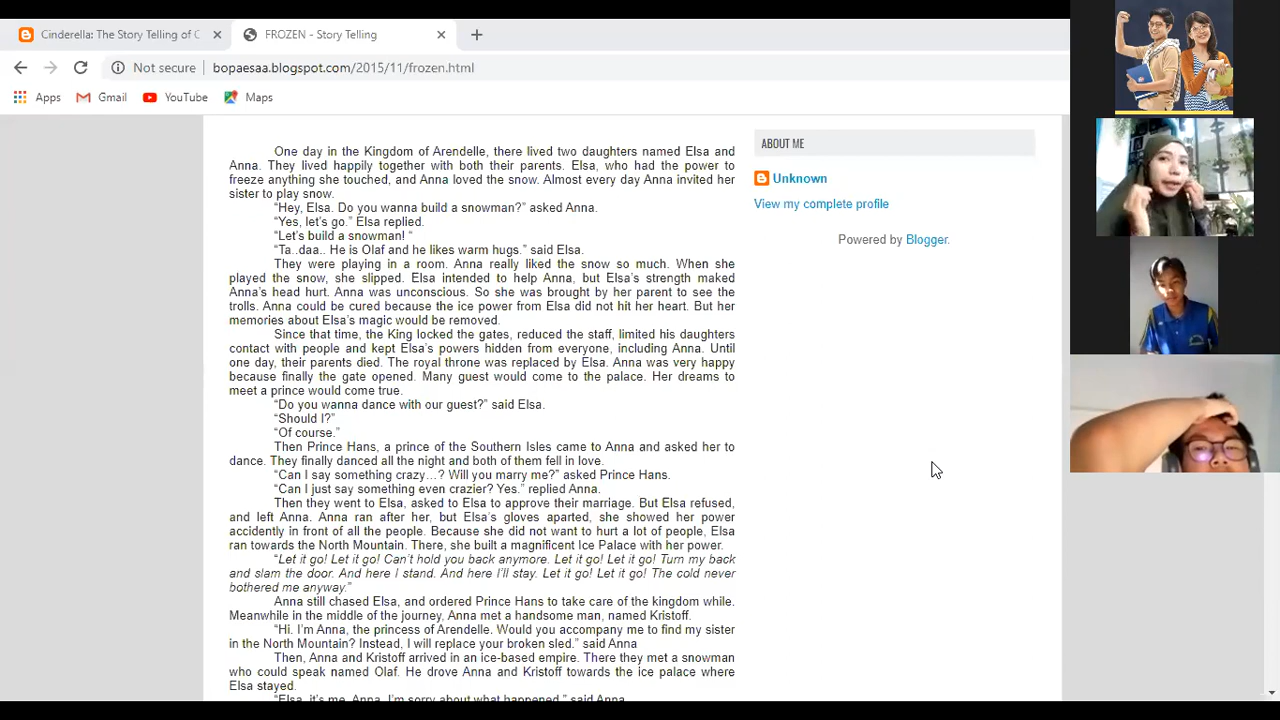 Cinderella: The Story Telling of C
FROZEN - Story Telling
Not secure
bopaesaa.blogspot.com/2015/11/frozen.html
Apps
Gmail
YouTube
Maps
One day in the Kingdom of Arendelle, there lived two daughters named Elsa and
Anna. They lived happily together with both their parents. Elsa, who had the power to
freeze anything she touched, and Anna loved the snow. Almost every day Anna invited her
sister to play snow.
“Hey, Elsa. Do you wanna build a snowman?” asked Anna.
“Yes, let’s go.” Elsa replied.
“Let’s build a snowman! “
“Ta..daa.. He is Olaf and he likes warm hugs.” said Elsa.
They were playing in a room. Anna really liked the snow so much. When she
played the snow, she slipped. Elsa intended to help Anna, but Elsa’s strength maked
Anna’s head hurt. Anna was unconscious. So she was brought by her parent to see the
trolls. Anna could be cured because the ice power from Elsa did not hit her heart. But her
memories about Elsa’s magic would be removed.
Since that time, the King locked the gates, reduced the staff, limited his daughters
contact with people and kept Elsa’s powers hidden from everyone, including Anna. Until
one day, their parents died. The royal throne was replaced by Elsa. Anna was very happy
because finally the gate opened. Many guest would come to the palace. Her dreams to
meet a prince would come true.
“Do you wanna dance with our guest?” said Elsa.
“Should I?”
“Of course.”
Then Prince Hans, a prince of the Southern Isles came to Anna and asked her to
dance. They finally danced all the night and both of them fell in love.
“Can I say something crazy…? Will you marry me?” asked Prince Hans.
“Can I just say something even crazier? Yes.” replied Anna.
Then they went to Elsa, asked to Elsa to approve their marriage. But Elsa refused,
and left Anna. Anna ran after her, but Elsa’s gloves aparted, she showed her power
accidently in front of all the people. Because she did not want to hurt a lot of people, Elsa
ran towards the North Mountain. There, she built a magnificent Ice Palace with her power.
“Let it go! Let it go! Can’t hold you back anymore. Let it go! Let it go! Turn my back
and slam the door. And here I stand. And here I’ll stay. Let it go! Let it go! The cold never
bothered me anyway.”
Anna still chased Elsa, and ordered Prince Hans to take care of the kingdom while.
Meanwhile in the middle of the journey, Anna met a handsome man, named Kristoff.
“Hi. I’m Anna, the princess of Arendelle. Would you accompany me to find my sister
in the North Mountain? Instead, I will replace your broken sled.” said Anna
Then, Anna and Kristoff arrived in an ice-based empire. There they met a snowman
who could speak named Olaf. He drove Anna and Kristoff towards the ice palace where
Elsa stayed.
“Elsa, it’s me, Anna. I’m sorry about what happened.” said Anna.
ABOUT ME
Unknown
View my complete profile
Powered by Blogger.